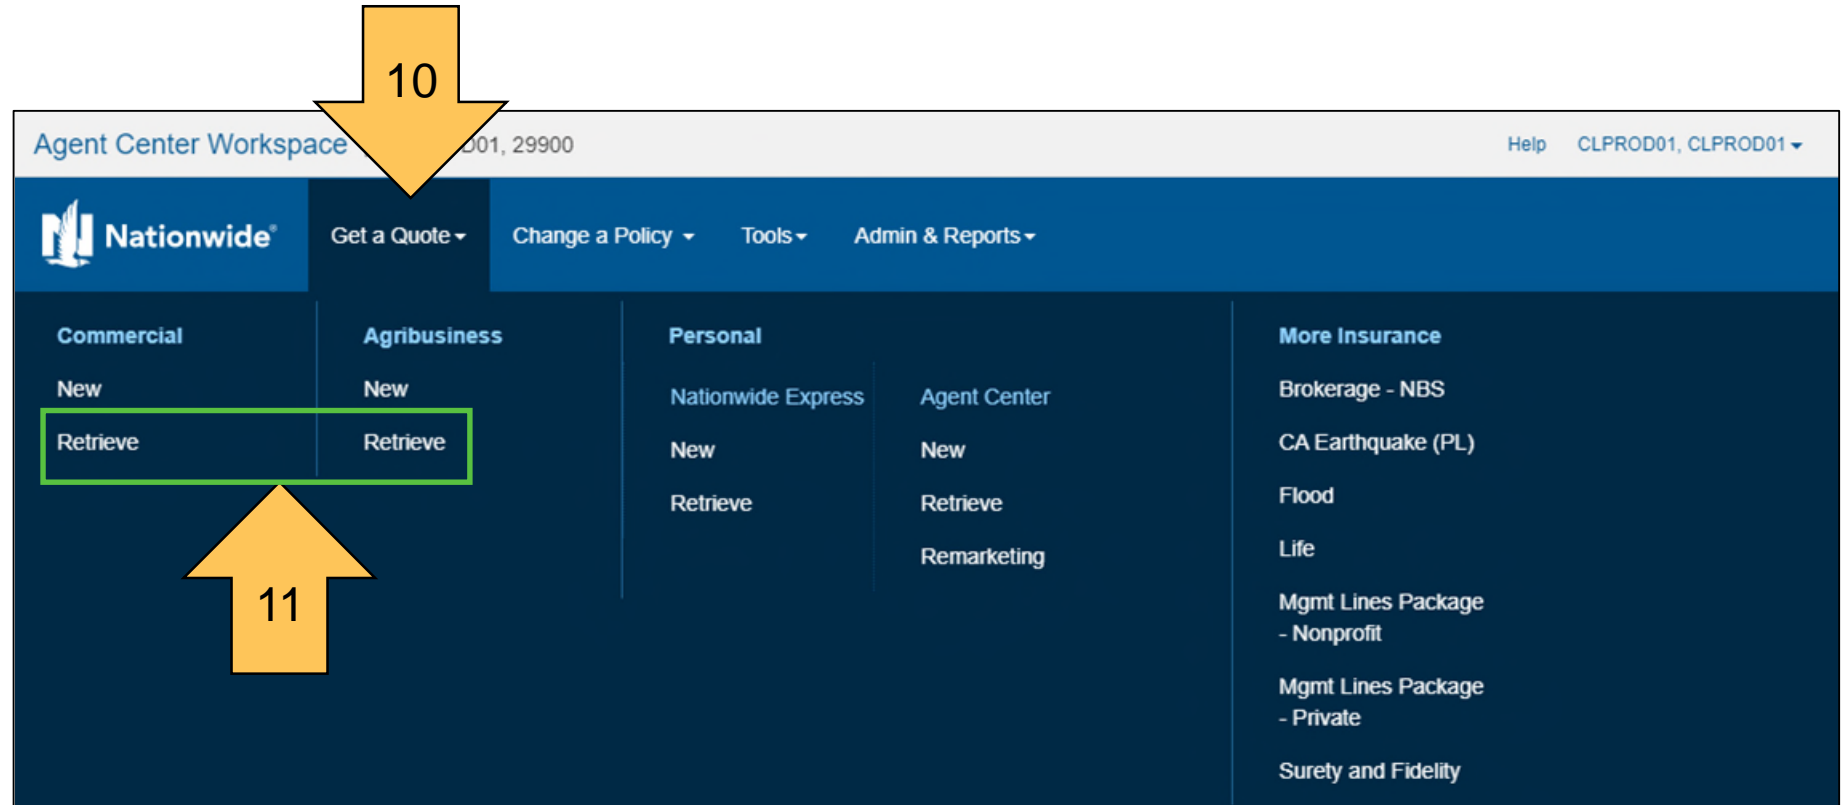 10
Agent Center Workspace
01, 29900
Help
CLPROD01, CLPROD01
Nationwide®
Get a Quote
Change a Policy
Tools
Admin & Reports
Commercial
New
Retrieve
Agribusiness
New
Retrieve
Personal
Nationwide Express
New
Retrieve
Agent Center
New
Retrieve
Remarketing
More Insurance
Brokerage - NBS
CA Earthquake (PL)
Flood
Life
Mgmt Lines Package
- Nonprofit
Mgmt Lines Package
- Private
Surety and Fidelity
11